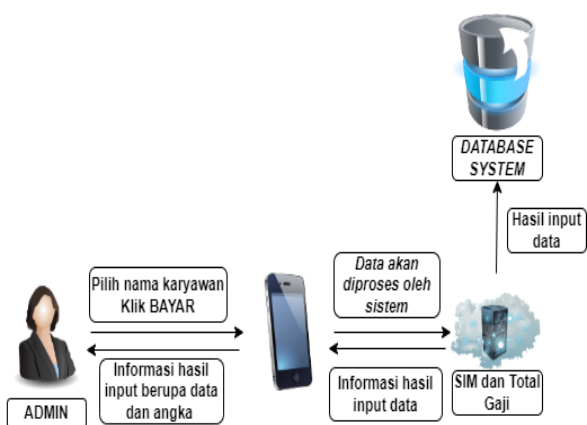 DATABASE
SYSTEM
Hasil input
data
Pilih nama karyawan
Klik BAYAR
Data akan
diproses oleh
sistem
Informasi hasil
input berupa data
dan angka
Informasi hasil
input data
SIM dan Total
Gaji
ADMIN